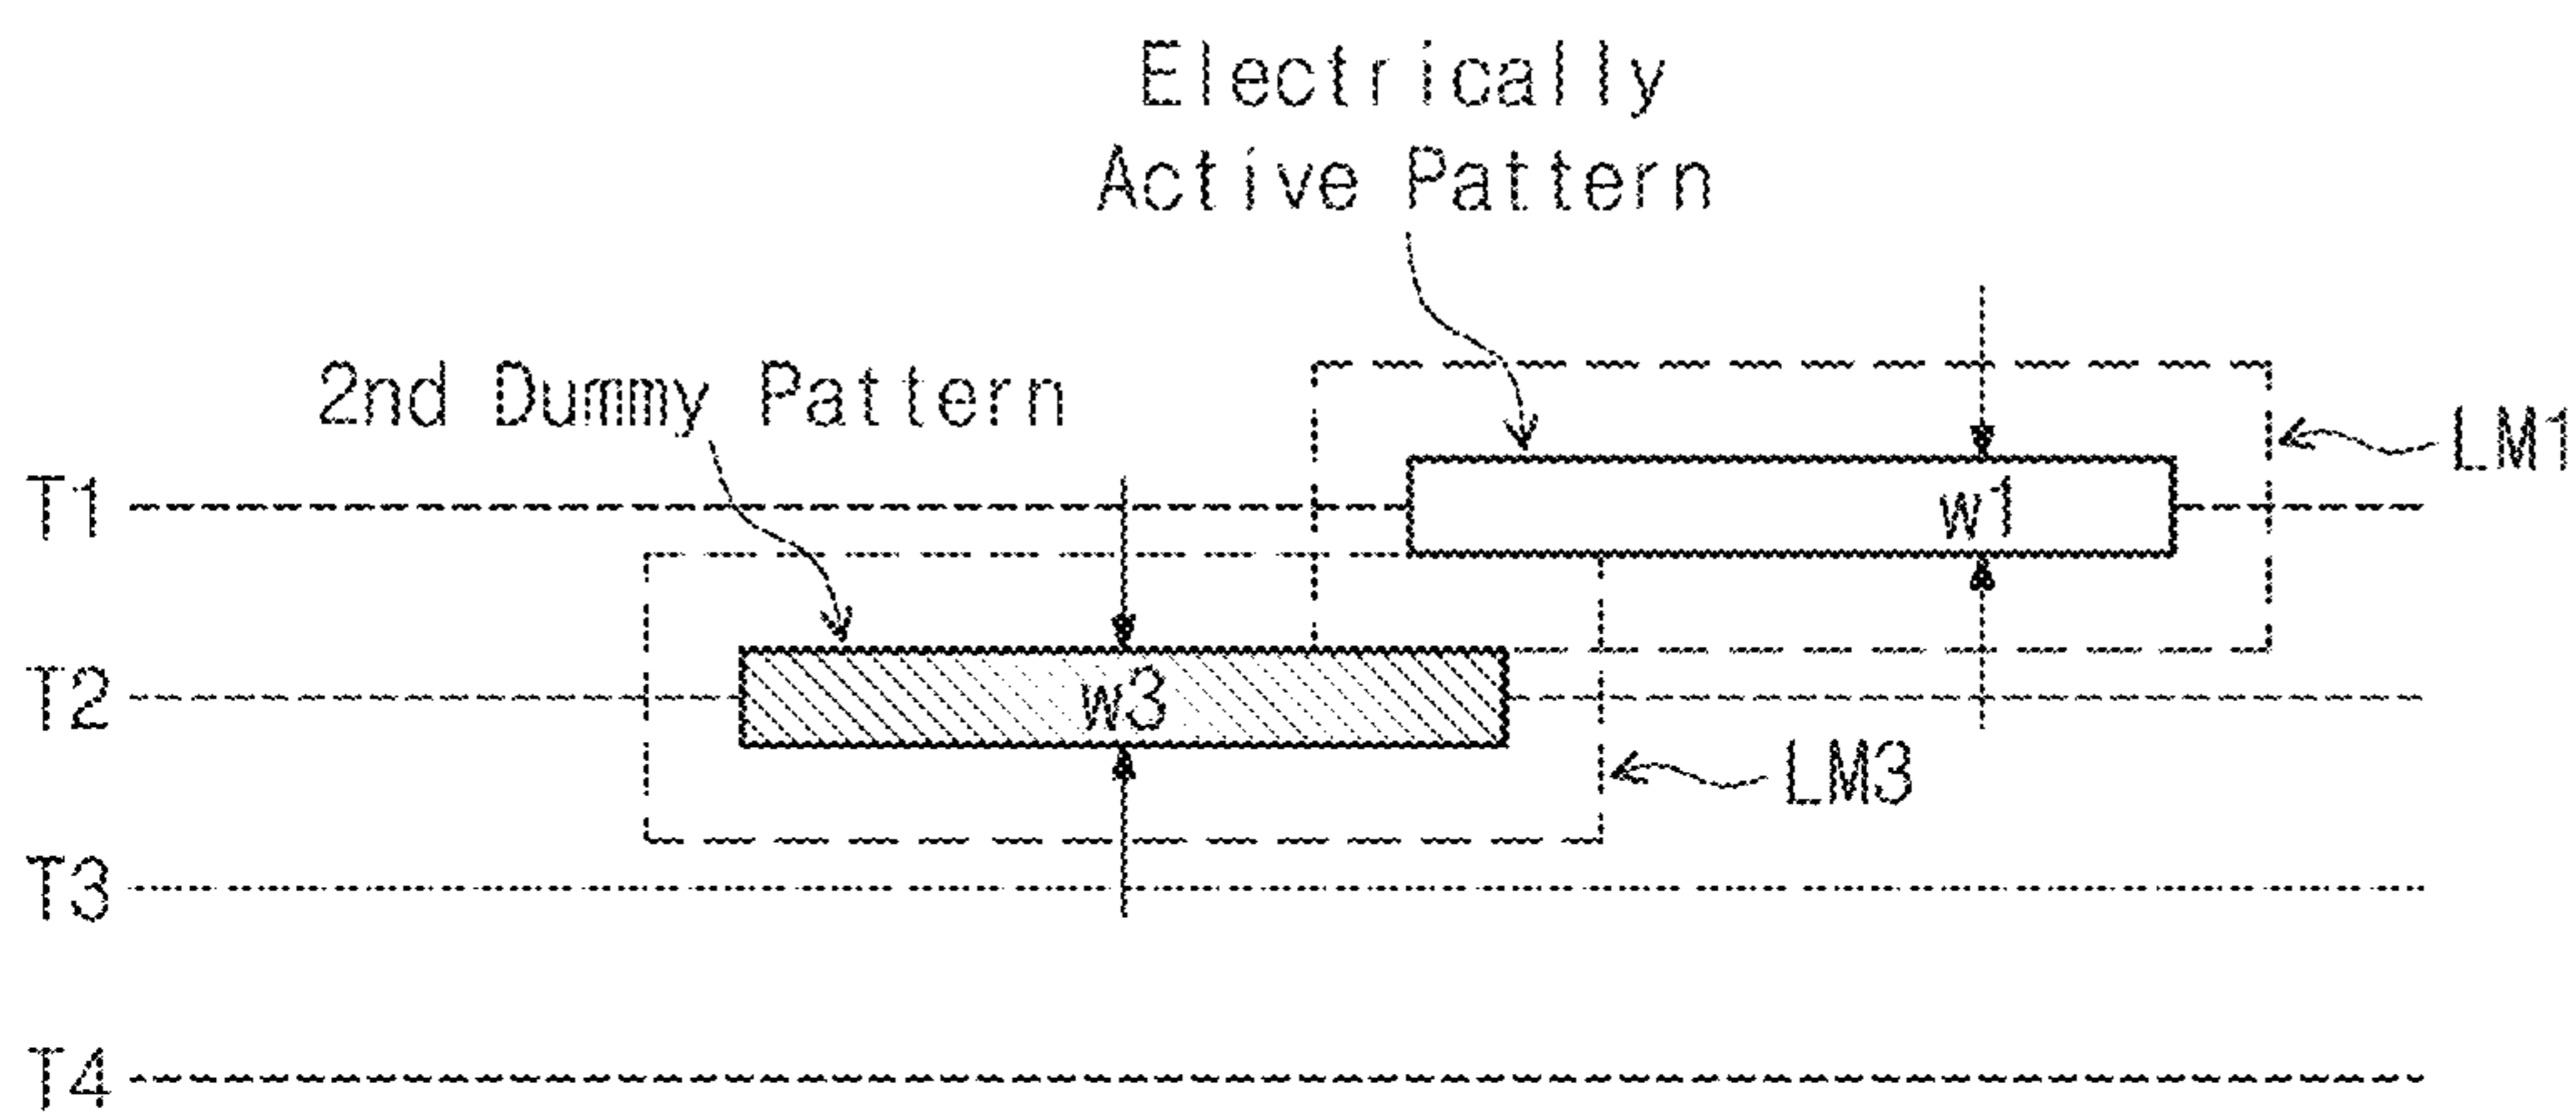 Electrically
Active Pattern
2nd Dummy Pattern
LM1
T1
w1
T2
w3
LM3
T3
T4